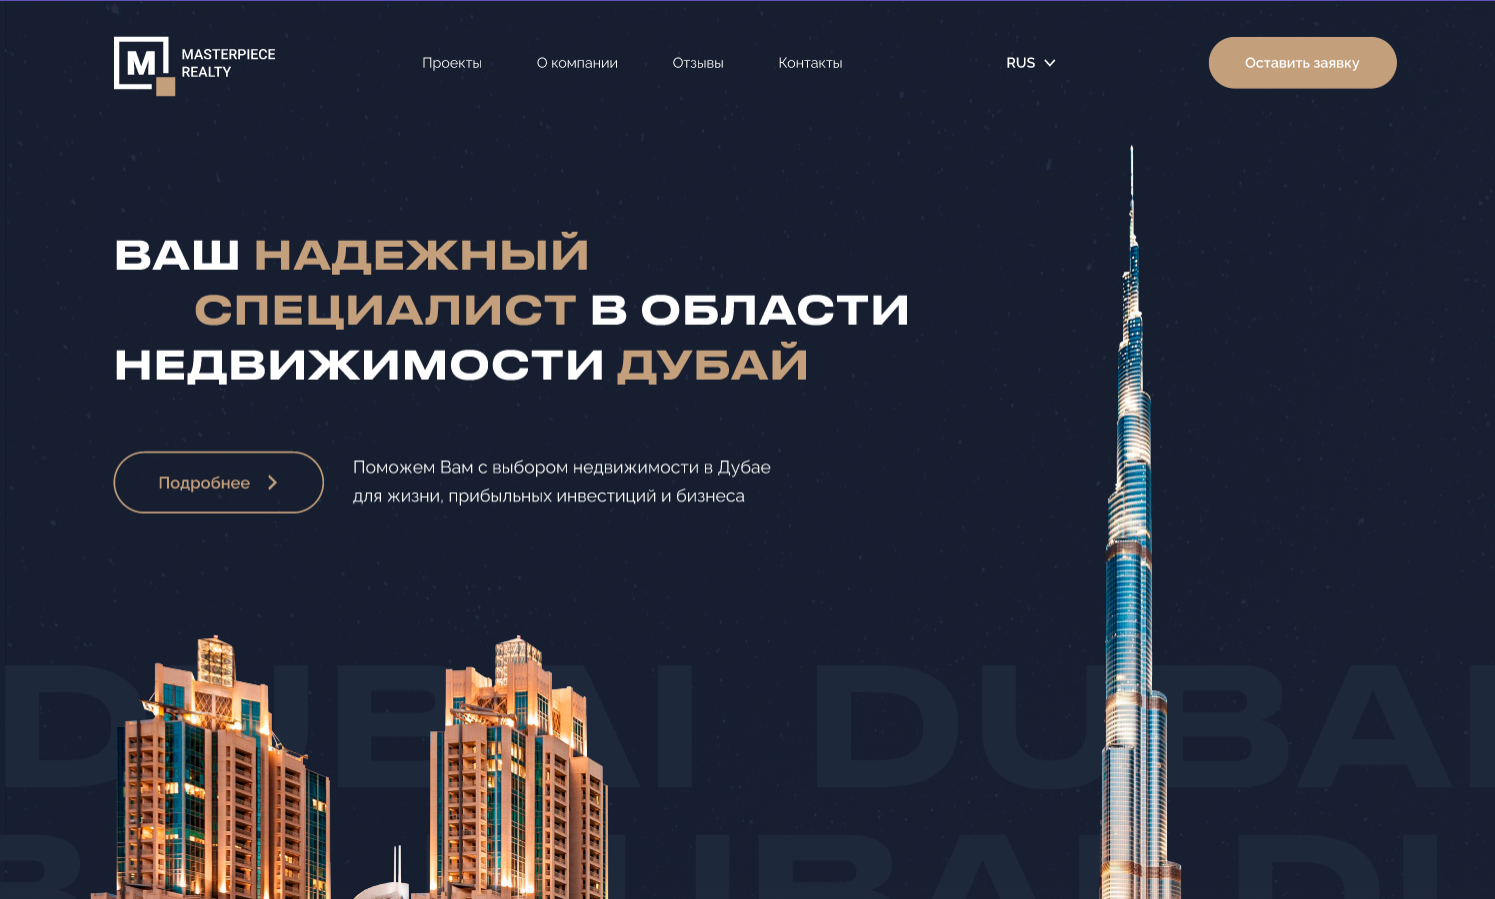 M
MASTERPIECE
REALTY
Проекты
О компании
Отзывы
Контакты
RUS
Оставить заявку
ВАШ НАДЕЖНЫЙ
СПЕЦИАЛИСТ В ОБЛАСТИ
НЕДВИЖИМОСТИ ДУБАЙ
Подробнее
Поможем Вам с выбором недвижимости в Дубае
для жизни, прибыльных инвестиций и бизнеса
DUBAI DUBAI